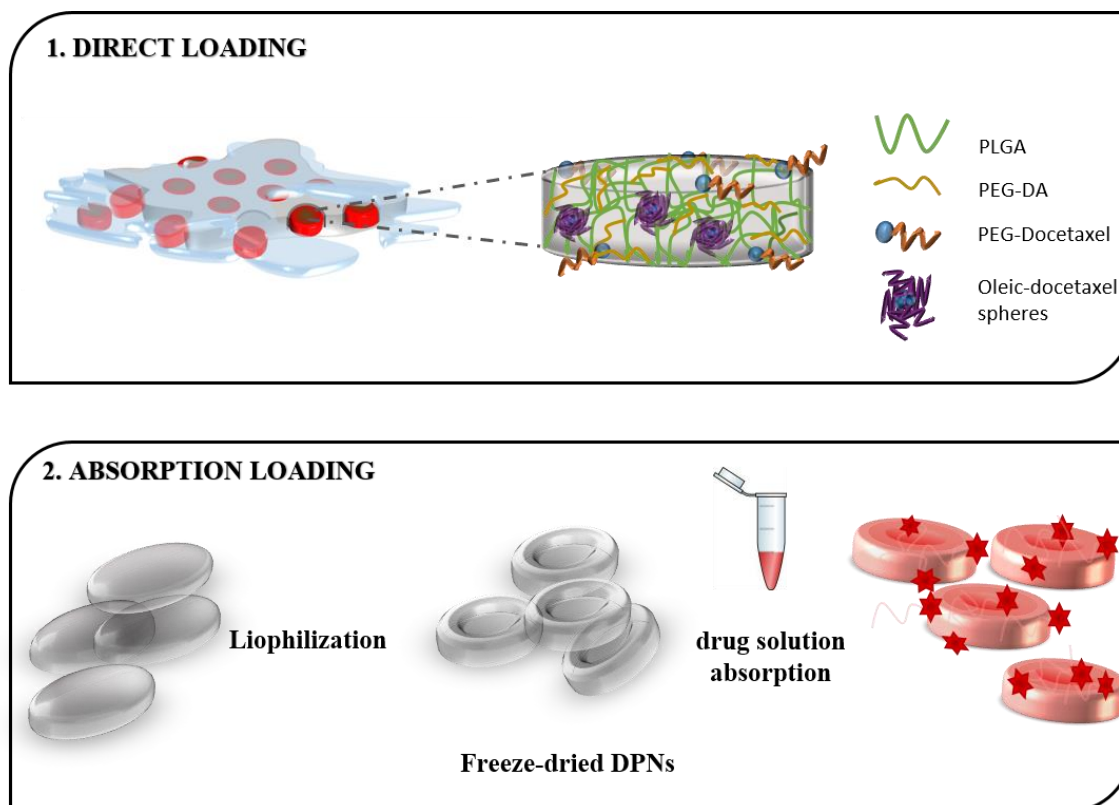 1. DIRECT LOADING
PLGA
PEG-DA
PEG-Docetaxel
Oleic-docetaxel
spheres
2. ABSORPTION LOADING
Liophilization
drug solution
absorption
Freeze-dried DPNs